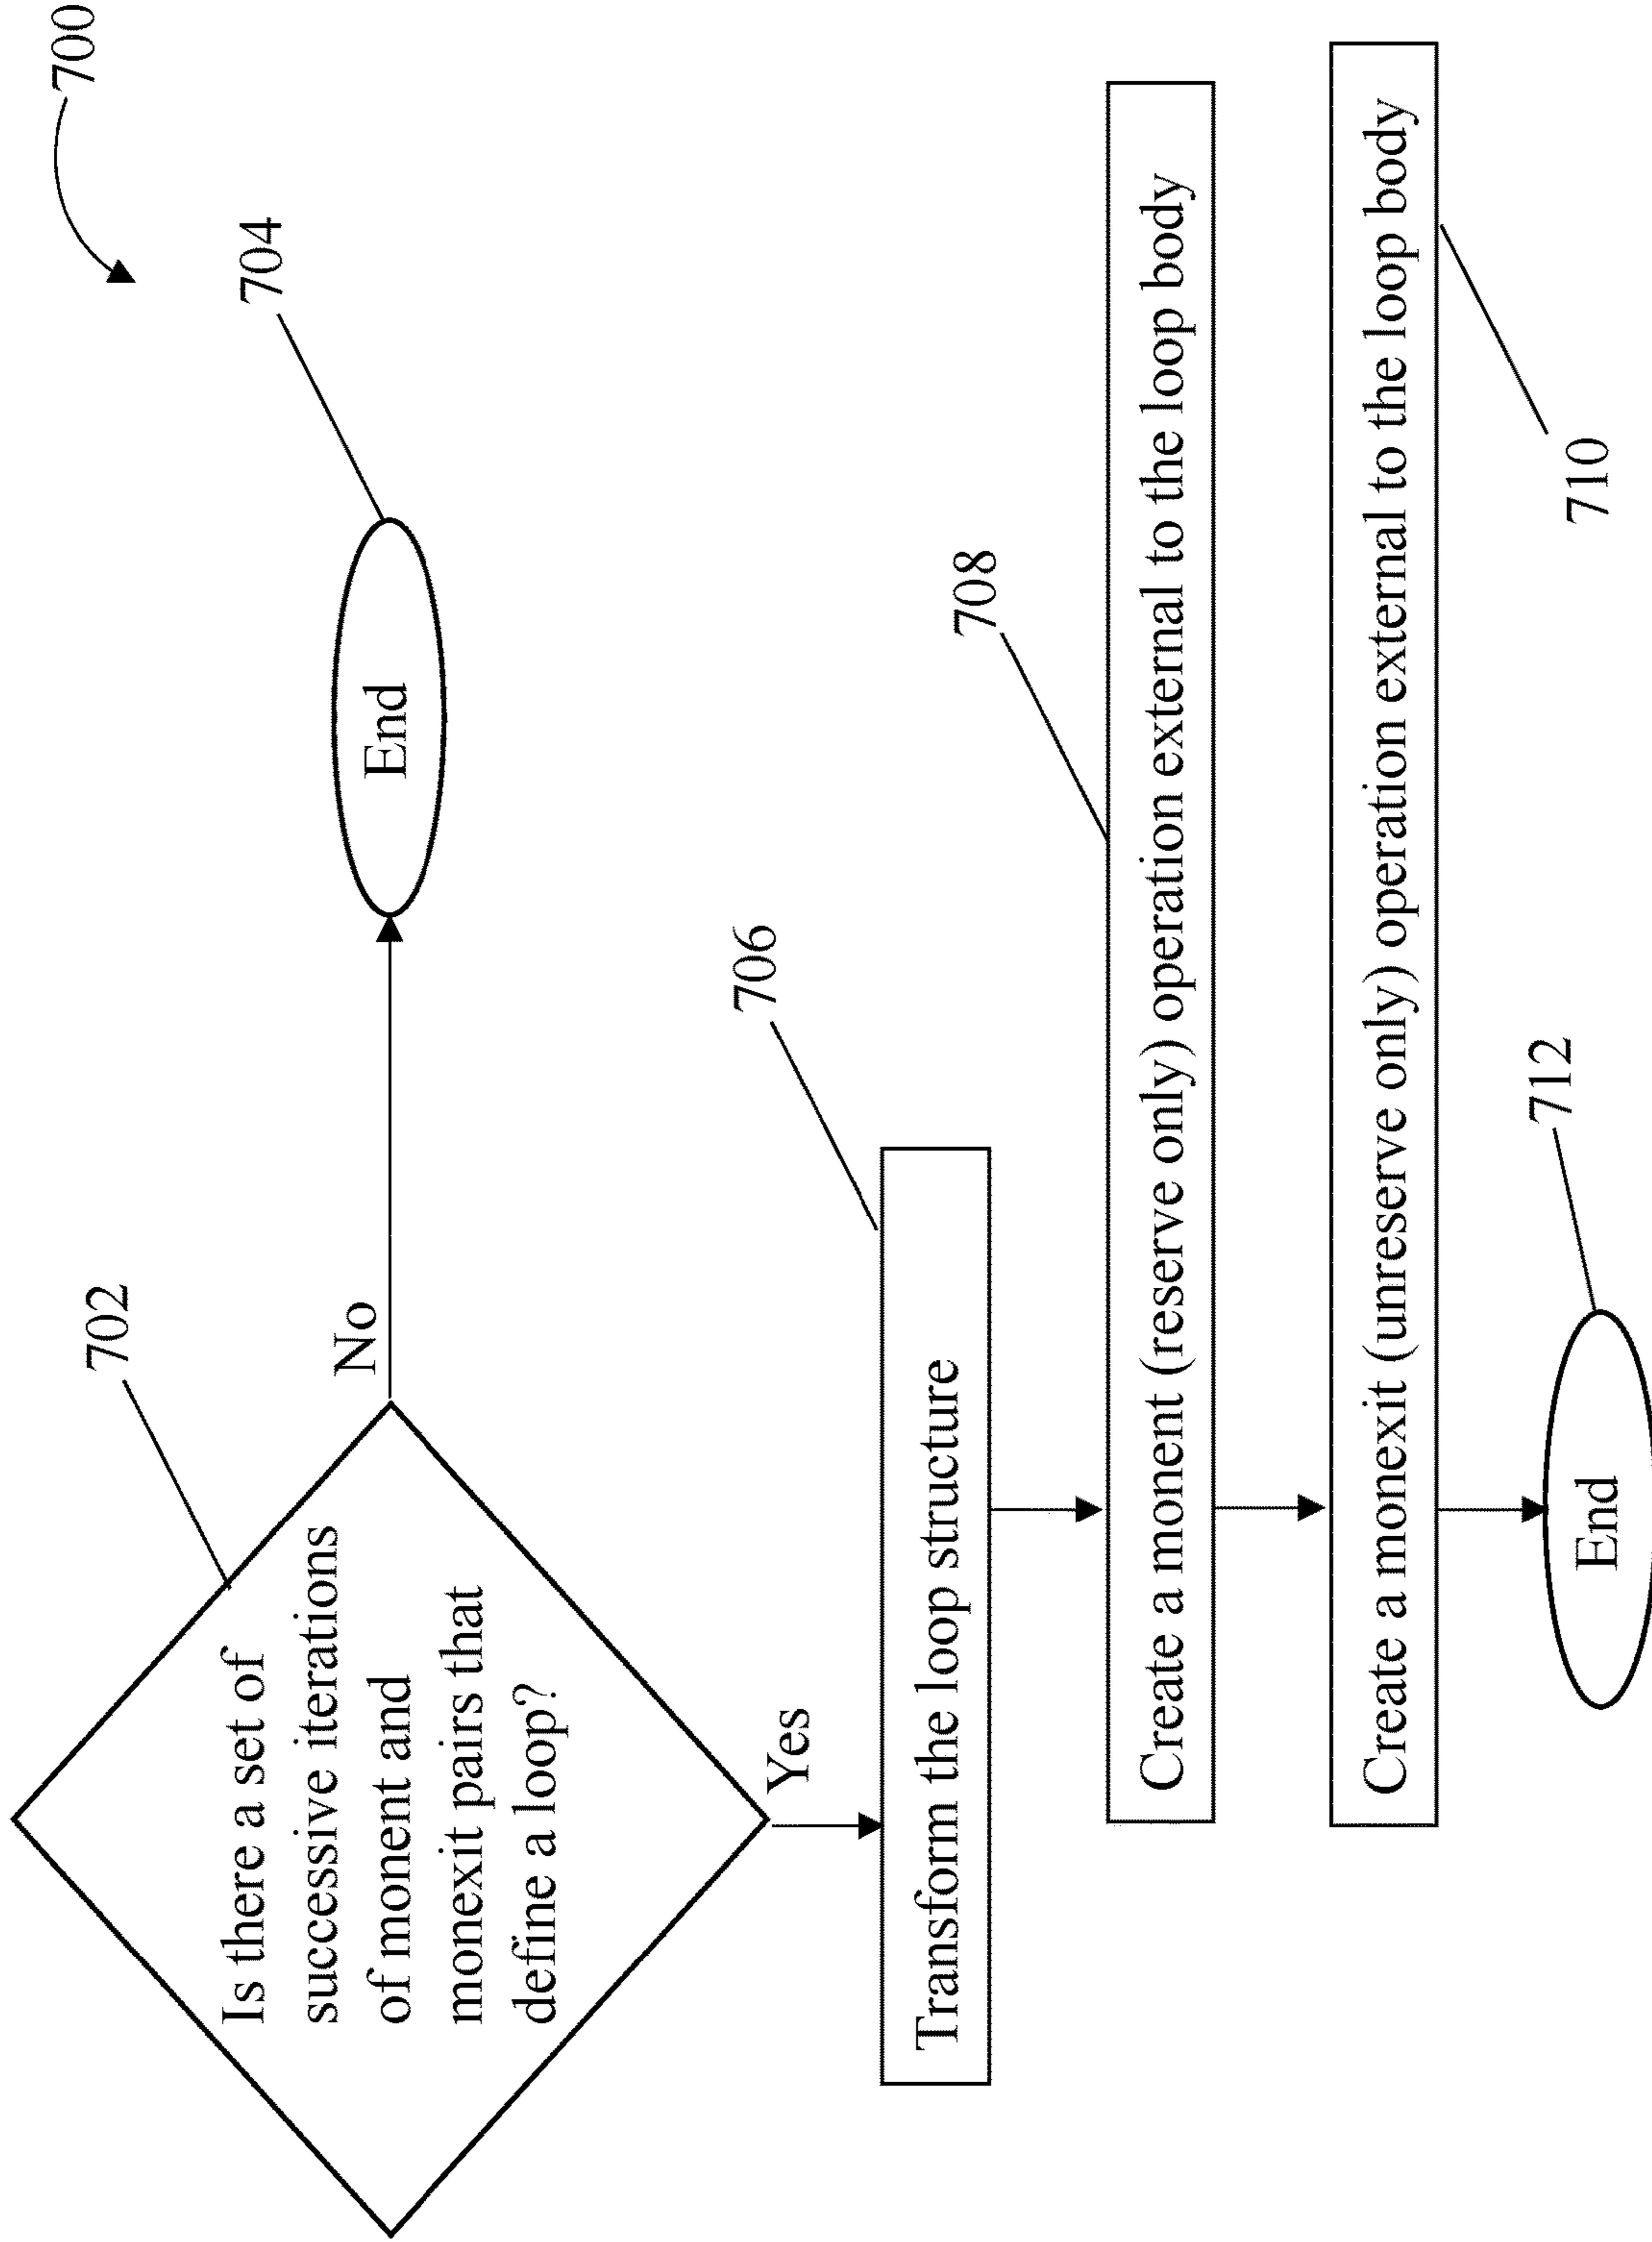 700
702
Is there a set of
successive iterations
of monent and
monexit pairs that
define a loop?
No
704
End
Yes
706
Transform the loop structure
708
Create a monent (reserve only) operation external to the loop body
Create a monexit (unreserve only) operation external to the loop body
710
712
End